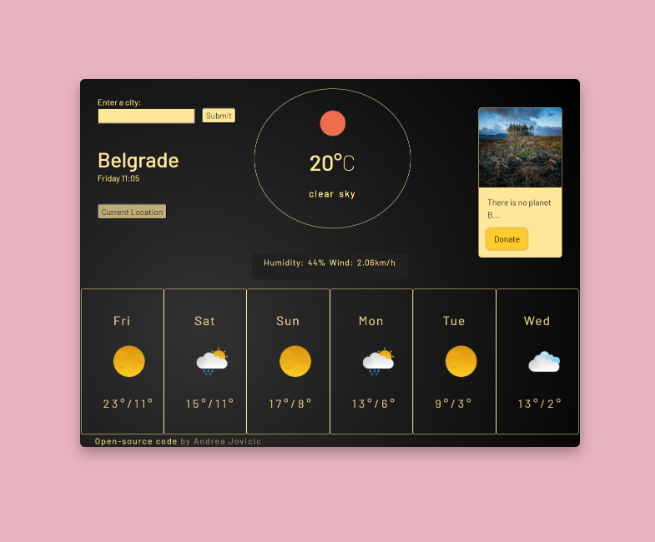 Enter a city:
Submit
Belgrade
Friday 11:05
Current Location
20°C
clear sky
Humidity: 44% Wind: 2.06km/h
There is no planet
B...
Donate
Fri Sat Sun Mon Tue Wed
23°/11° 15°/11° 17°/8° 13°/6° 9°/3° 13°/2°
Open-source code by Andrea Jovicic